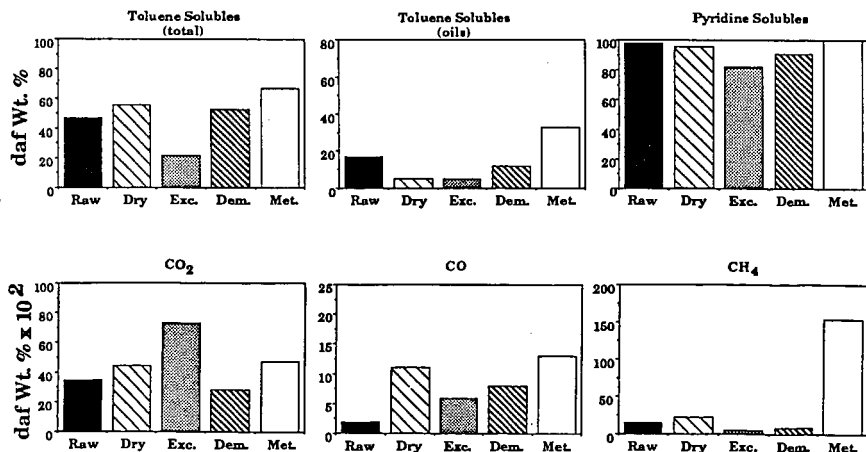 Toluene Solubles
(total)
Toluene Solubles
(oils)
Pyridine Solubles
daf Wt. %
100
80
60
40
20
0
80
60
40
20
0
100
80
60
40
20
0
Raw Dry Exc. Dem. Met.
Raw Dry Exc. Dem. Met.
Raw Dry Exc. Dem. Met.
CO2
CO
CH4
daf Wt. % x 10²
100
80
60
40
20
0
25
20
15
10
5
0
200
150
100
50
0
Raw Dry Exc. Dem. Met.
Raw Dry Exc. Dem. Met.
Raw Dry Exc. Dem. Met.